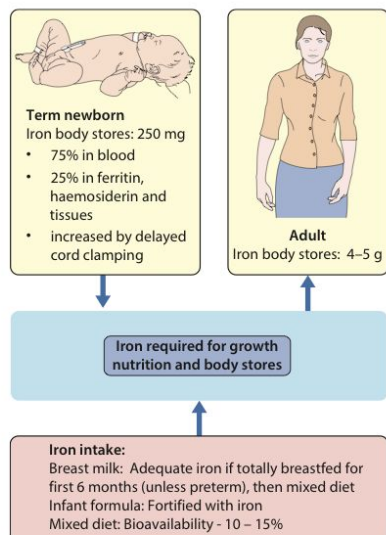 Term newborn
Iron body stores: 250 mg
• 75% in blood
• 25% in ferritin,
haemosiderin and
tissues
• increased by delayed
cord clamping
Adult
Iron body stores: 4–5 g
Iron required for growth
nutrition and body stores
Iron intake:
Breast milk: Adequate iron if totally breastfed for
first 6 months (unless preterm), then mixed diet
Infant formula: Fortified with iron
Mixed diet: Bioavailability - 10 – 15%